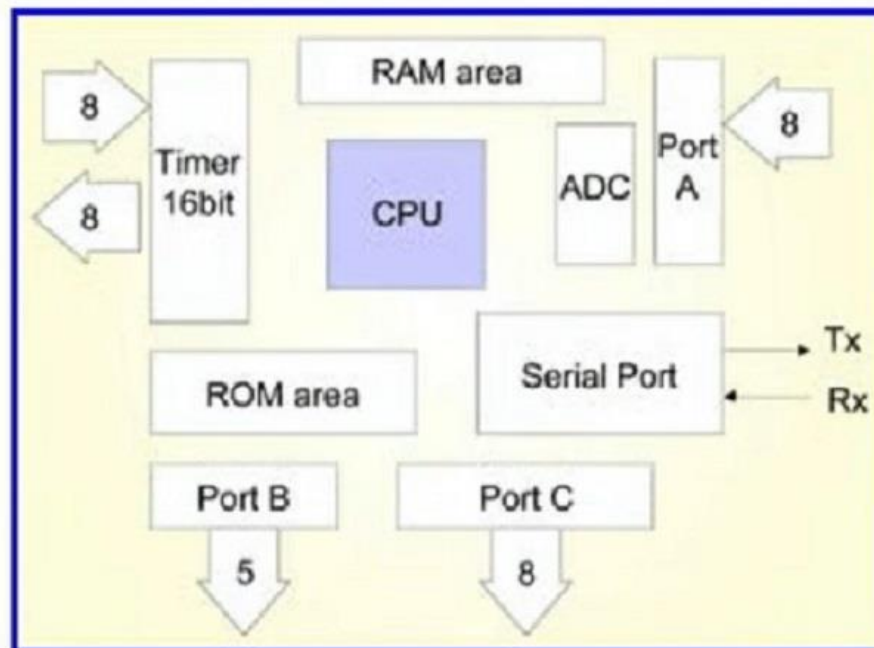 RAM area
8
Timer
16bit
8
CPU
ADC
Port
A
8
ROM area
Serial Port
Tx
Rx
Port B
Port C
5
8